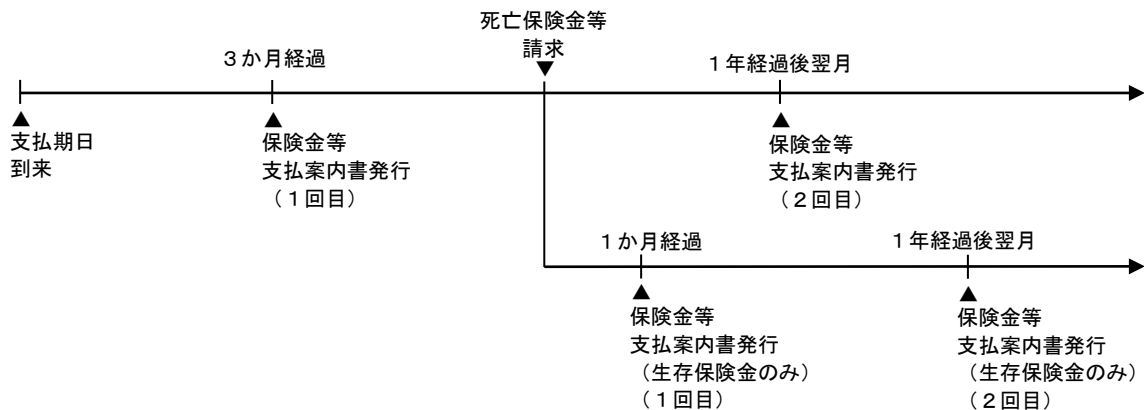 死亡保険金等
請求
３か月経過
１年経過後翌月
支払期日
到来
保険金等
支払案内書発行
（１回目）
保険金等
支払案内書発行
（２回目）
１か月経過
１年経過後翌月
保険金等
支払案内書発行
（生存保険金のみ）
（１回目）
保険金等
支払案内書発行
（生存保険金のみ）
（２回目）